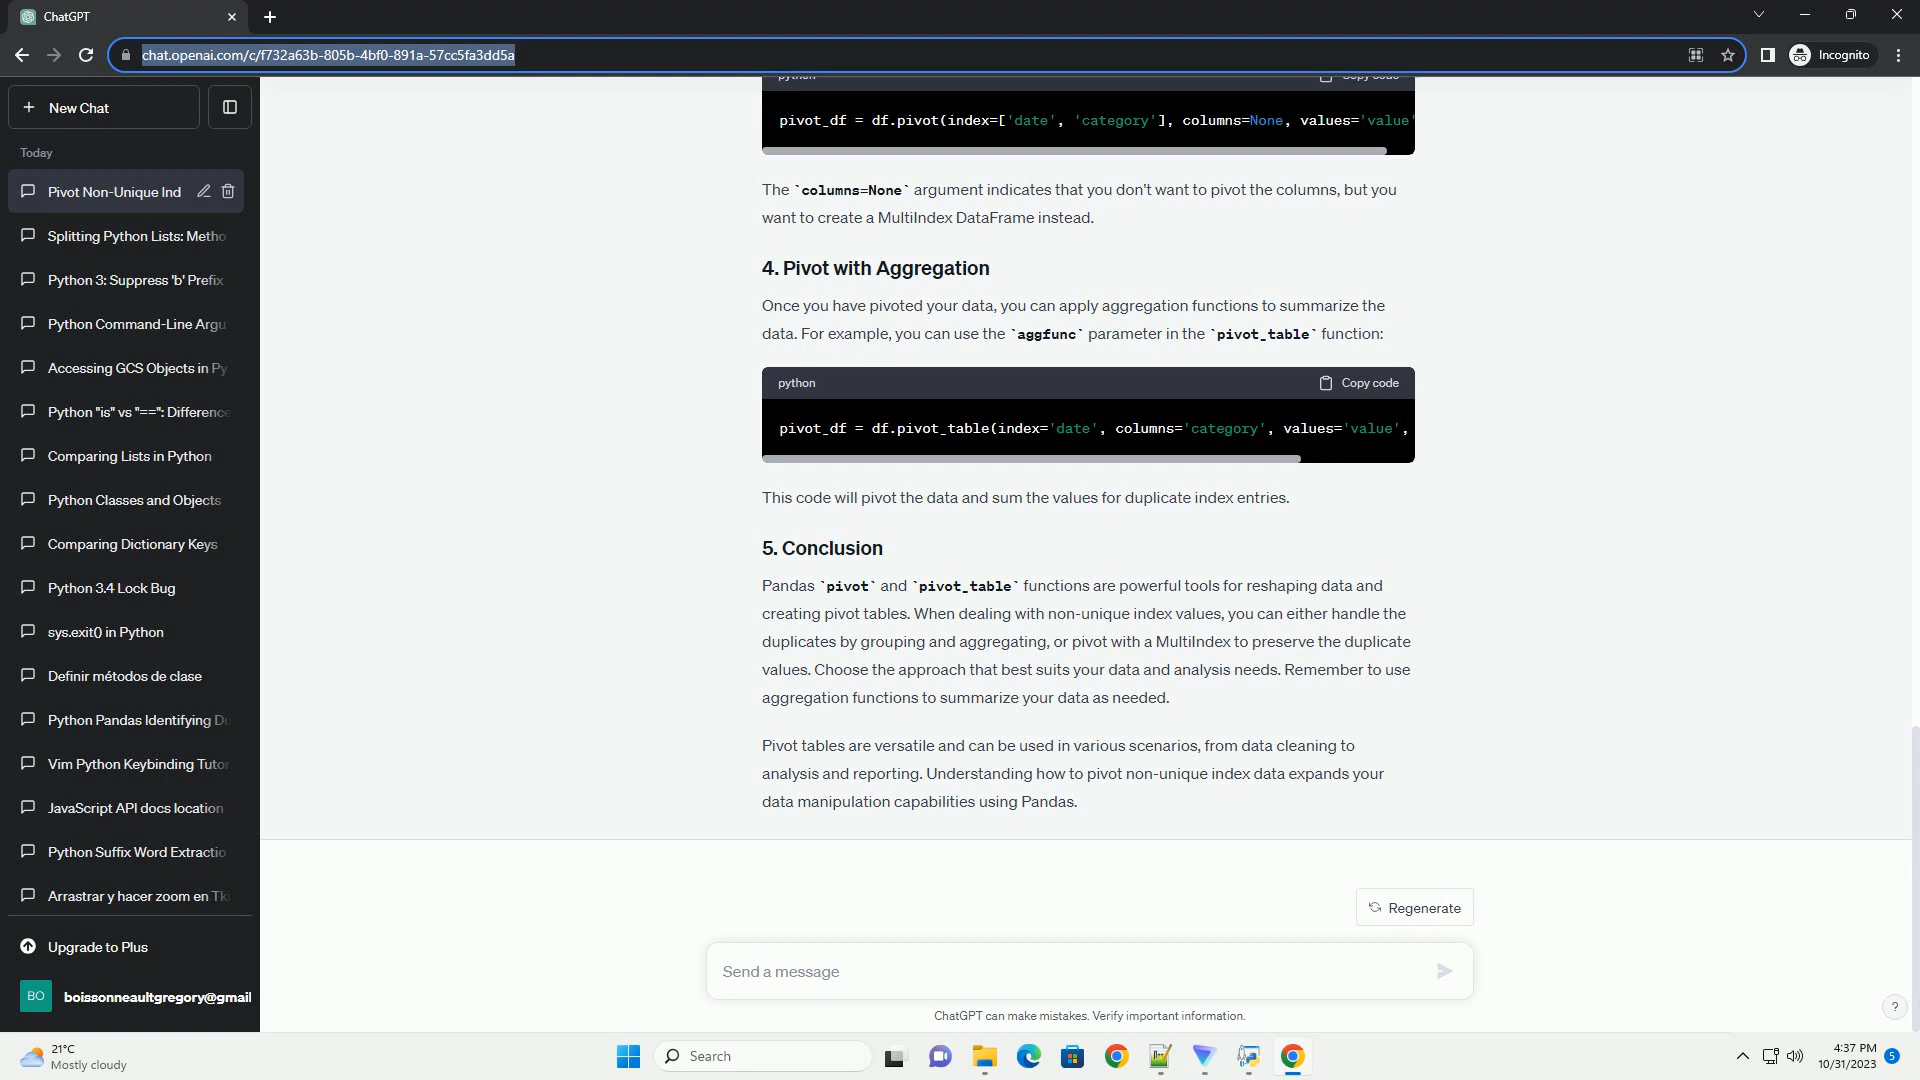 ChatGPT
chat.openai.com/c/f732a63b-805b-4bf0-891a-57cc5fa3dd5a
Incognito
New Chat
Today
Pivot Non-Unique Ind
Splitting Python Lists: Metho
Python 3: Suppress 'b' Prefix
Python Command-Line Argu
Accessing GCS Objects in Py
Python "is" vs "==": Difference
Comparing Lists in Python
Python Classes and Objects
Comparing Dictionary Keys
Python 3.4 Lock Bug
sys.exit() in Python
Definir métodos de clase
Python Pandas Identifying Du
Vim Python Keybinding Tutor
JavaScript API docs location
Python Suffix Word Extractio
Arrastrar y hacer zoom en Tki
Upgrade to Plus
BO boissonneaultgregory@gmail
python Copy code
pivot_df = df.pivot(index=['date', 'category'], columns=None, values='value'
The `columns=None` argument indicates that you don't want to pivot the columns, but you
want to create a MultiIndex DataFrame instead.
4. Pivot with Aggregation
Once you have pivoted your data, you can apply aggregation functions to summarize the
data. For example, you can use the `aggfunc` parameter in the `pivot_table` function:
python Copy code
pivot_df = df.pivot_table(index='date', columns='category', values='value',
This code will pivot the data and sum the values for duplicate index entries.
5. Conclusion
Pandas `pivot` and `pivot_table` functions are powerful tools for reshaping data and
creating pivot tables. When dealing with non-unique index values, you can either handle the
duplicates by grouping and aggregating, or pivot with a MultiIndex to preserve the duplicate
values. Choose the approach that best suits your data and analysis needs. Remember to use
aggregation functions to summarize your data as needed.
Pivot tables are versatile and can be used in various scenarios, from data cleaning to
analysis and reporting. Understanding how to pivot non-unique index data expands your
data manipulation capabilities using Pandas.
Regenerate
Send a message
ChatGPT can make mistakes. Verify important information.
?
21°C
Mostly cloudy
Search
4:37 PM
10/31/2023
5